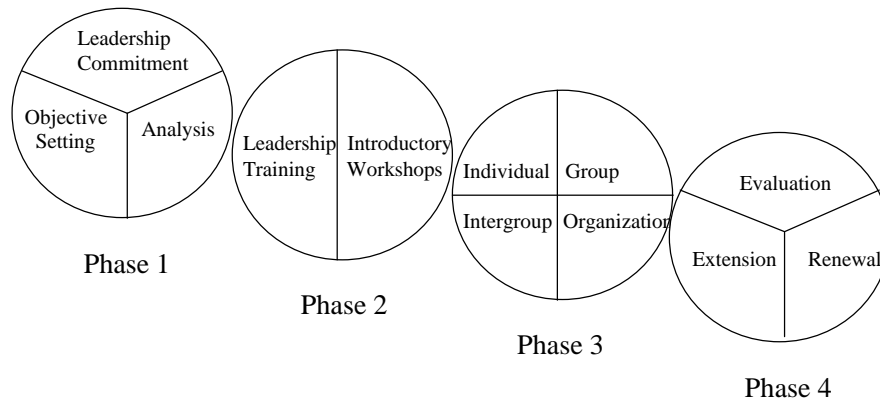 Leadership
Commitment
Objective
Setting
Analysis
Phase 1
Leadership
Training
Introductory
Workshops
Phase 2
Individual
Group
Intergroup
Organization
Phase 3
Evaluation
Extension
Renewal
Phase 4